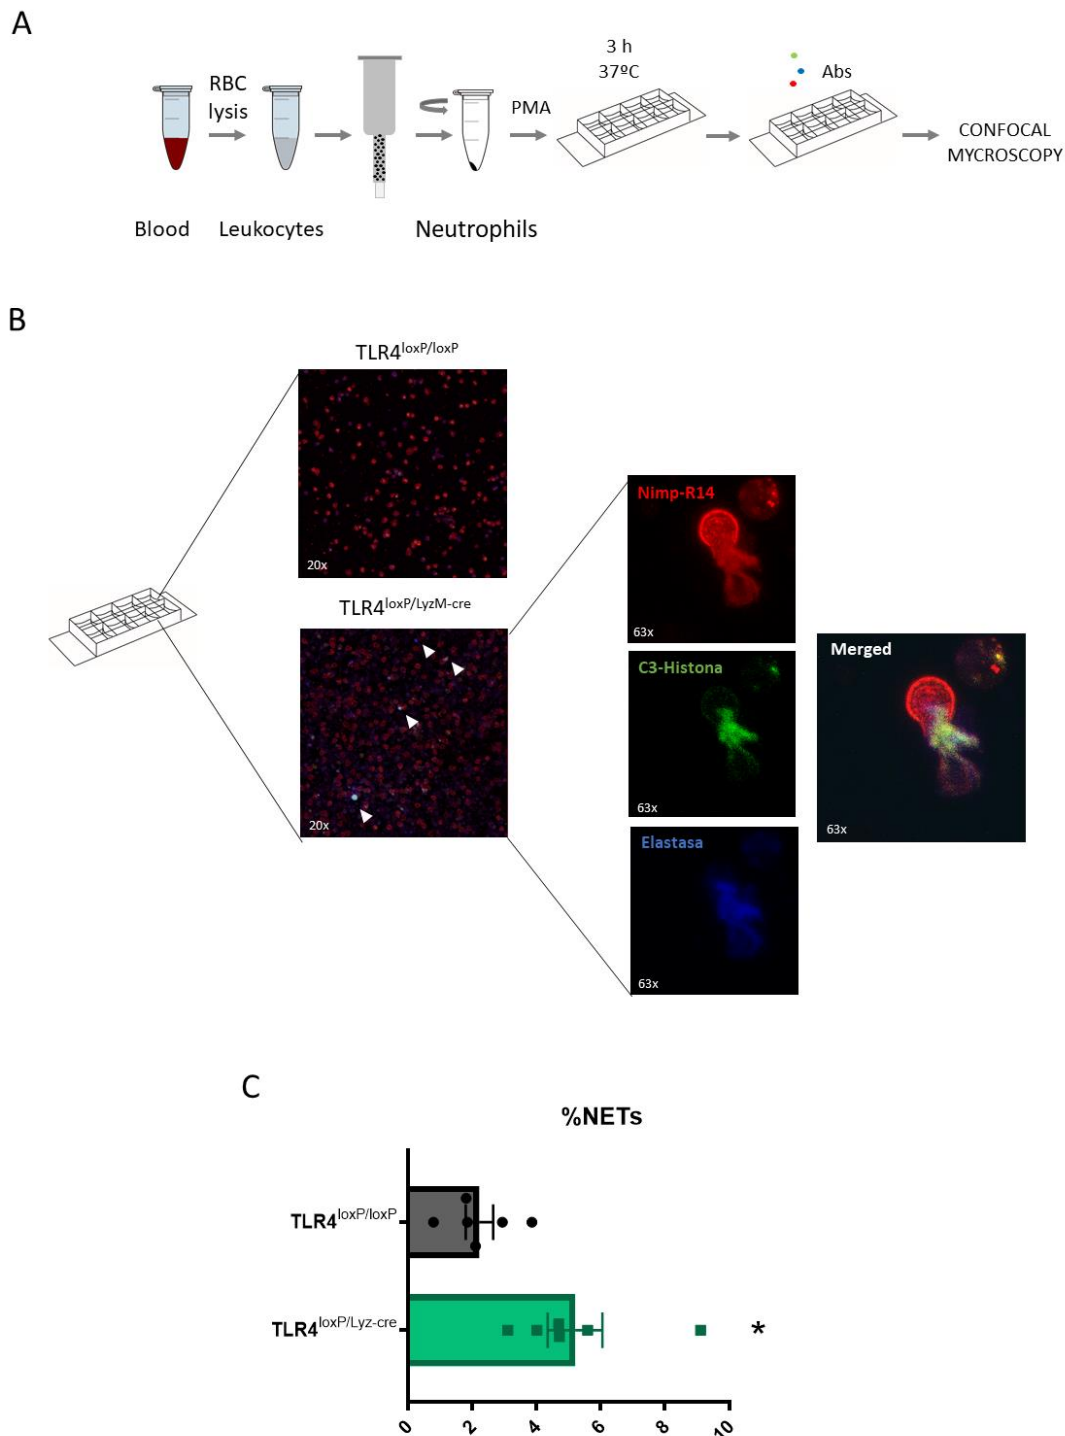 A
RBC
lysis
PMA
3 h
37ºC
Abs
CONFOCAL
MYCROSCOPY
Blood
Leukocytes
Neutrophils
B
TLR4loxP/loxP
20x
TLR4loxP/LyzM-cre
20x
Nimp-R14
63x
C3-Histona
63x
Elastasa
63x
Merged
63x
C
%NETs
TLR4loxP/loxP
TLR4loxP/Lyz-cre
*
0 2 4 6 8 10